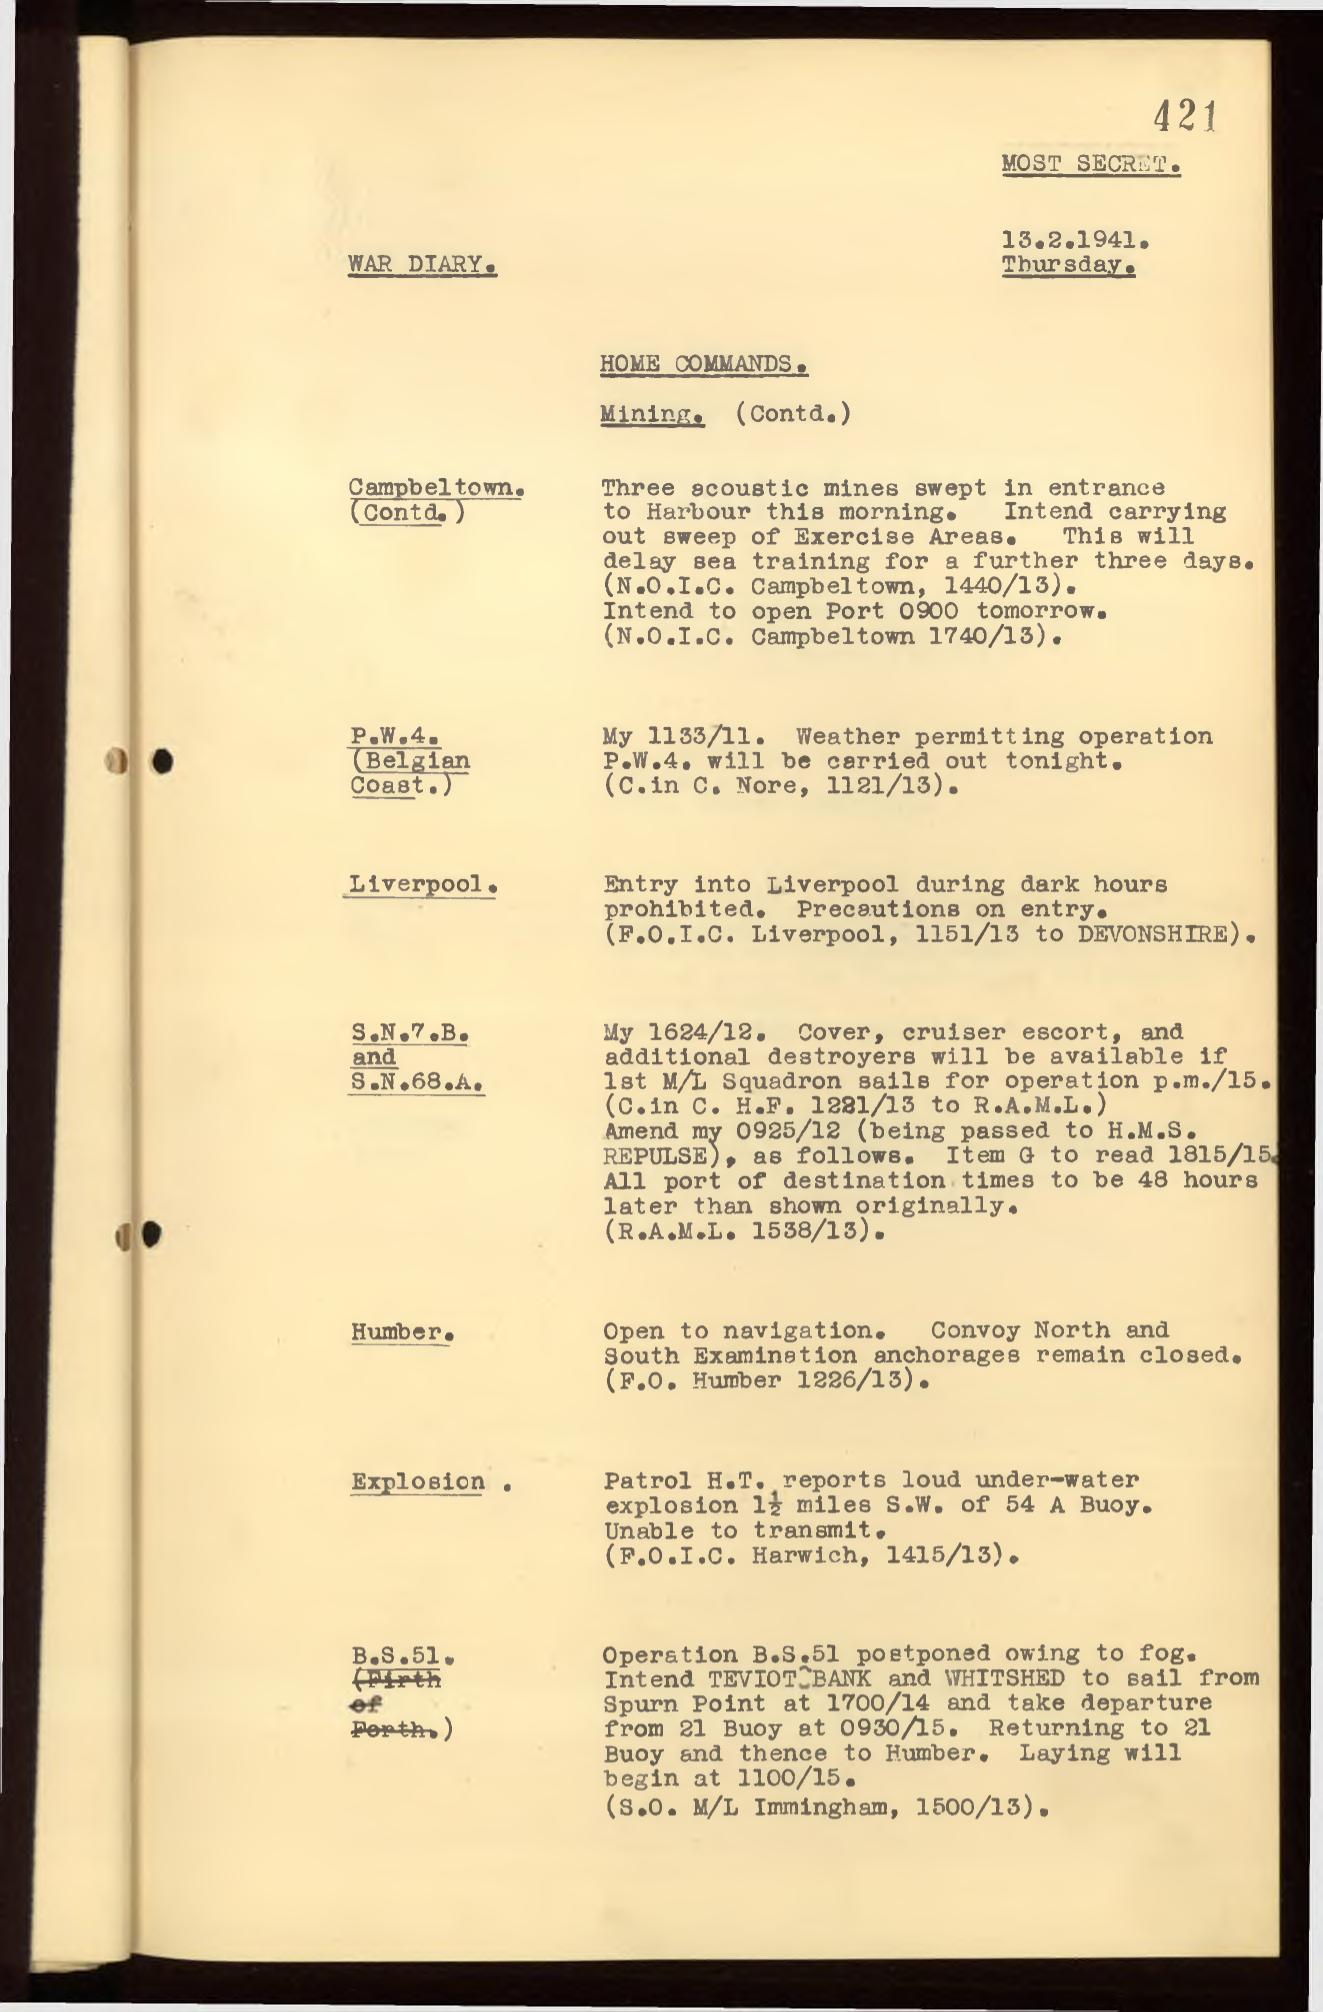 421
MOST SECRET.
13.2.1941.
WAR DIARY. Thursday.
HOME COMMANDS.
Mining. (Contd.)
Campbeltown. Three acoustic mines swept in entrance
(Contd.) to Harbour this morning. Intend carrying
out sweep of Exercise Areas. This will
delay sea training for a further three days.
(N.O.I.C. Campbeltown, 1440/13).
Intend to open Port 0900 tomorrow.
(N.O.I.C. Campbeltown 1740/13).
P.W.4. My 1133/11. Weather permitting operation
(Belgian P.W.4. will be carried out tonight.
Coast.) (C.in C. Nore, 1121/13).
Liverpool. Entry into Liverpool during dark hours
prohibited. Precautions on entry.
(F.O.I.C. Liverpool, 1151/13 to DEVONSHIRE).
S.N.7.B. My 1624/12. Cover, cruiser escort, and
and additional destroyers will be available if
S.N.68.A. 1st M/L Squadron sails for operation p.m./15.
(C.in C. H.F. 1221/13 to R.A.M.L.)
Amend my 0925/12 (being passed to H.M.S.
REPULSE), as follows. Item G to read 1815/15.
All port of destination times to be 48 hours
later than shown originally.
(R.A.M.L. 1538/13).
Humber. Open to navigation. Convoy North and
South Examination anchorages remain closed.
(F.O. Humber 1226/13).
Explosion . Patrol H.T. reports loud under-water
explosion 1½ miles S.W. of 54 A Buoy.
Unable to transmit.
(F.O.I.C. Harwich, 1415/13).
B.S.51. Operation B.S.51 postponed owing to fog.
(Firth Intend TEVIOT BANK and WHITSHED to sail from
of Spurn Point at 1700/14 and take departure
Forth.) from 21 Buoy at 0930/15. Returning to 21
Buoy and thence to Humber. Laying will
begin at 1100/15.
(S.O. M/L Immingham, 1500/13).